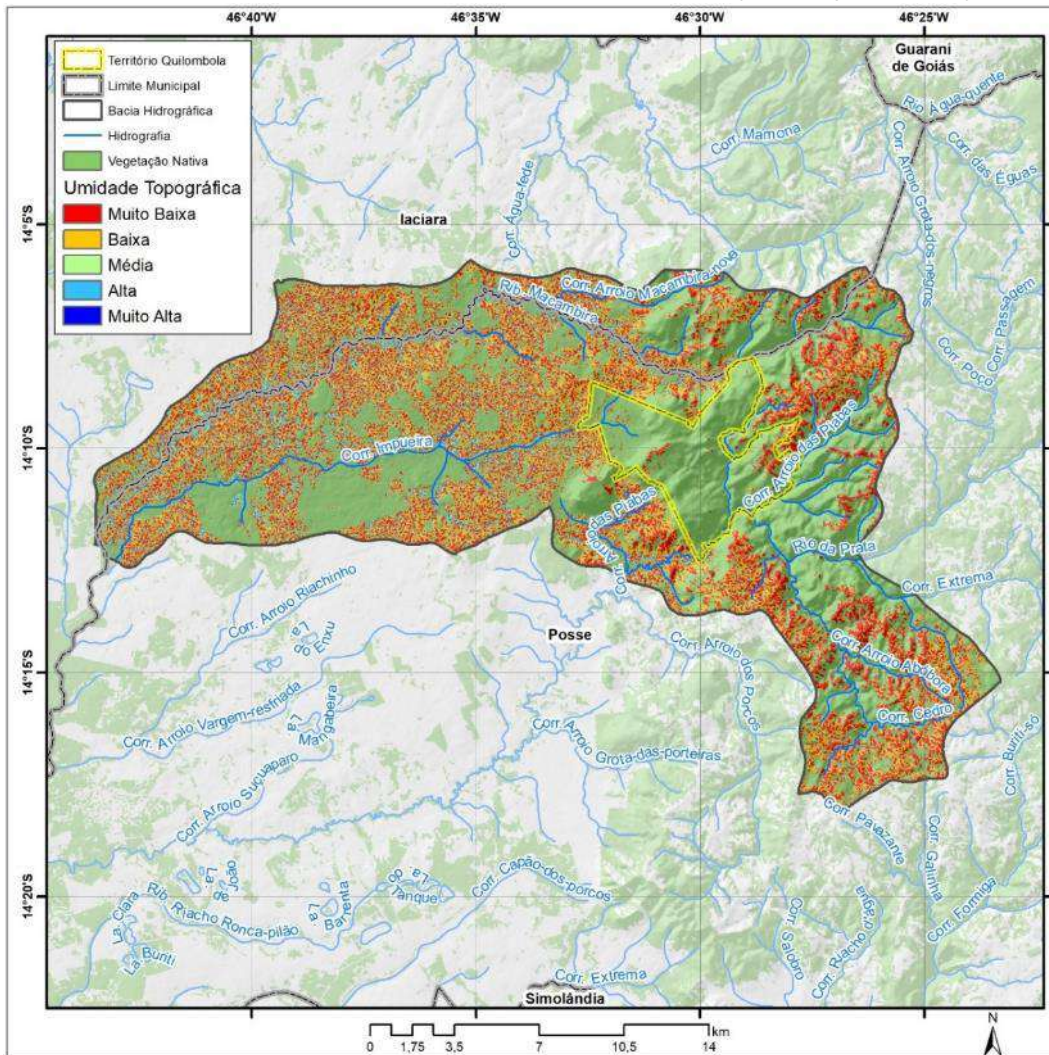 46°40'W
46°35'W
46°30'W
46°25'W
Território Quilombola
Limite Municipal
Bacia Hidrográfica
Hidrografia
Vegetação Nativa
Umidade Topográfica
Muito Baixa
Baixa
Média
Alta
Muito Alta
Guarani
de Goiás
Rio Água-quente
Corr. Mamona
Corr. Arroio Grota-dos-negros
Corr. das Éguas
14°5'S
Iaciara
Corr. Água-fede
Corr. Arroio Macambira-nova
Rib. Macambira
Corr. Passagem
Corr. Poço
14°10'S
Corr. Impueira
Corr. Arroio das Piabas
Corr. Arroio das Piabas
Rio da Prata
Corr. Extrema
Corr. Arroio Riachinho
La. o Enxu
Posse
Corr. Arroio dos Porcos
Corr. Arroio Abóbora
14°15'S
Corr. Arroio Vargem-resfriada
La. Mangabeira
Corr. Cedro
Corr. Arroio Suçuaparo
Corr. Arroio Grota-das-porteiras
Corr. Buriti-só
Corr. Pavazante
Corr. Galinha
14°20'S
La. do João
La. Barrenta
La. do Tanque
Corr. Capão-dos-porcos
La. Clara
Rib. Riacho Ronca-pilão
La. Buriti
Corr. Salobro
Corr. Riacho D'água
Corr. Formiga
Corr. Extrema
Simolândia
km
0 1,75 3,5 7 10,5 14
N